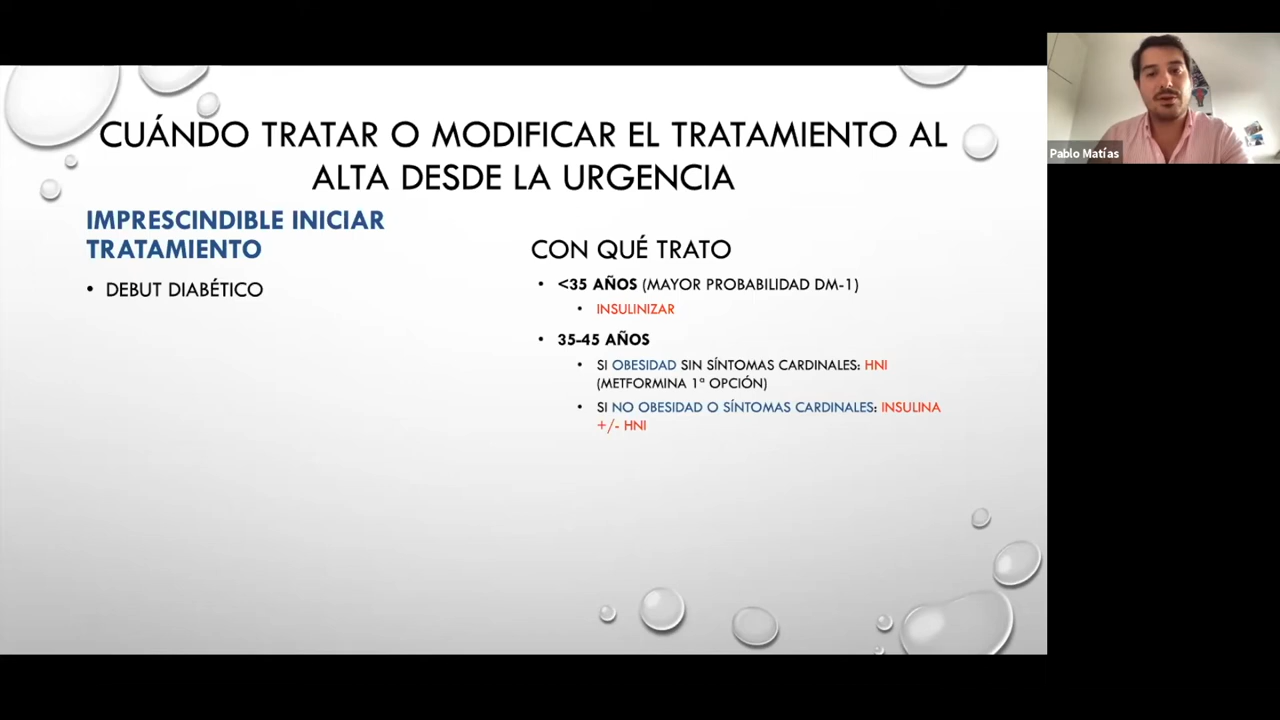 CUÁNDO TRATAR O MODIFICAR EL TRATAMIENTO AL
ALTA DESDE LA URGENCIA
IMPRESCINDIBLE INICIAR
TRATAMIENTO
• DEBUT DIABÉTICO
CON QUÉ TRATO
• <35 AÑOS (MAYOR PROBABILIDAD DM-1)
• INSULINIZAR
• 35-45 AÑOS
• SI OBESIDAD SIN SÍNTOMAS CARDINALES: HNI
(METFORMINA 1ª OPCIÓN)
• SI NO OBESIDAD O SÍNTOMAS CARDINALES: INSULINA
+/- HNI
Pablo Matías